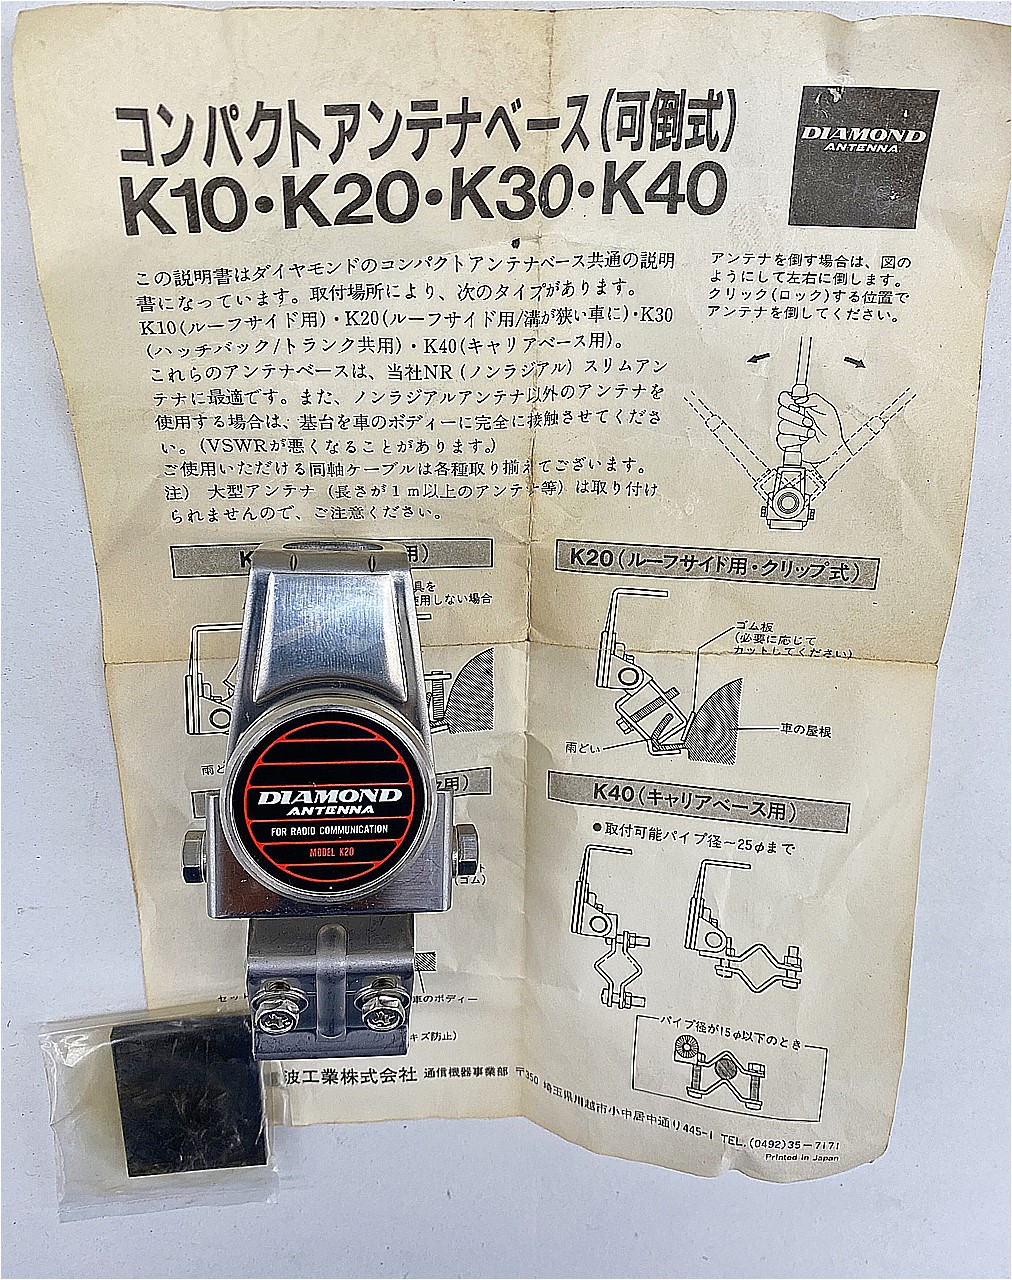 コンパクトアンテナベース(可倒式)
K10・K20・K30・K40
DIAMOND
ANTENNA
この説明書はダイヤモンドのコンパクトアンテナベース共通の説明
書になっています。取付場所により、次のタイプがあります。
K10(ルーフサイド用)・K20(ルーフサイド用/溝が狭い車に)・K30
(ハッチバック/トランク共用)・K40(キャリアベース用)。
これらのアンテナベースは、当社NR(ノンラジアル)スリムアン
テナに最適です。また、ノンラジアルアンテナ以外のアンテナを
使用する場合は、基台を車のボディーに完全に接触させてくださ
い。(VSWRが悪くなることがあります。)
ご使用いただける同軸ケーブルは各種取り揃えてございます。
注) 大型アンテナ(長さが1m以上のアンテナ等)は取り付け
られませんので、ご注意ください。
アンテナを倒す場合は、図の
ようにして左右に倒します。
クリック(ロック)する位置で
アンテナを倒してください。
K
用)
具を
使用しない場合
雨ど
用)
ト
(ゴム)
セット
車のボディー
キズ防止)
K20(ルーフサイド用・クリップ式)
ゴム板
(必要に応じて
カットしてください)
車の屋根
雨どい
K40(キャリアベース用)
●取付可能パイプ径〜25φまで
パイプ径が15φ以下のとき
DIAMOND
ANTENNA
FOR RADIO COMMUNICATION
MODEL K20
波工業株式会社 通信機器事業部 〒350 埼玉県川越市小中居中通り445-1 TEL.(0492)35-7171
Printed in Japan